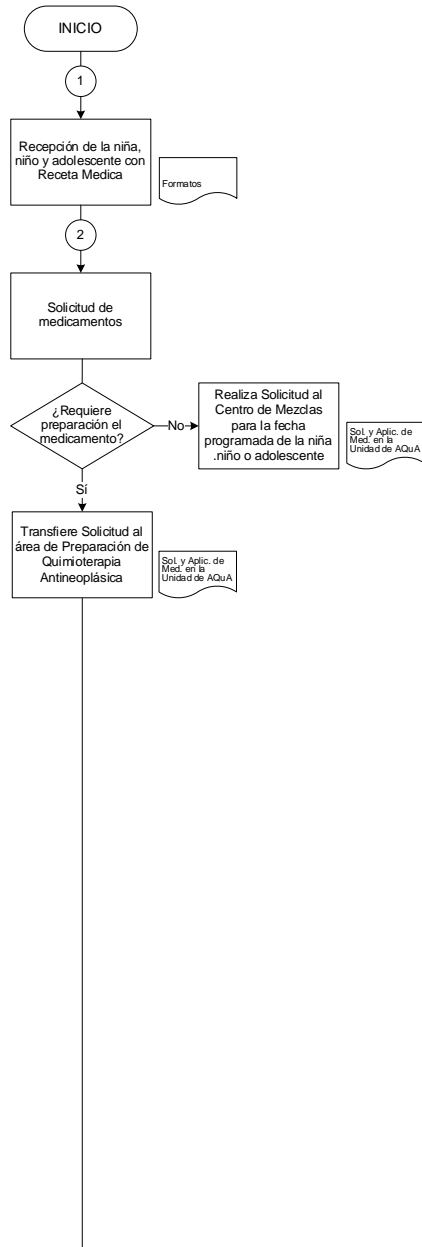 INICIO
1
Recepción de la niña,
niño y adolescente con
Receta Medica
Formatos
2
Solicitud de
medicamentos
¿Requiere
preparación el
medicamento?
No
Realiza Solicitud al
Centro de Mezclas
para la fecha
programada de la niña
.niño o adolescente
Sol. y Aplic. de
Med. en la
Unidad de AQuA
Sí
Transfiere Solicitud al
área de Preparación de
Quimioterapia
Antineoplásica
Sol. y Aplic. de
Med. en la
Unidad de AQuA